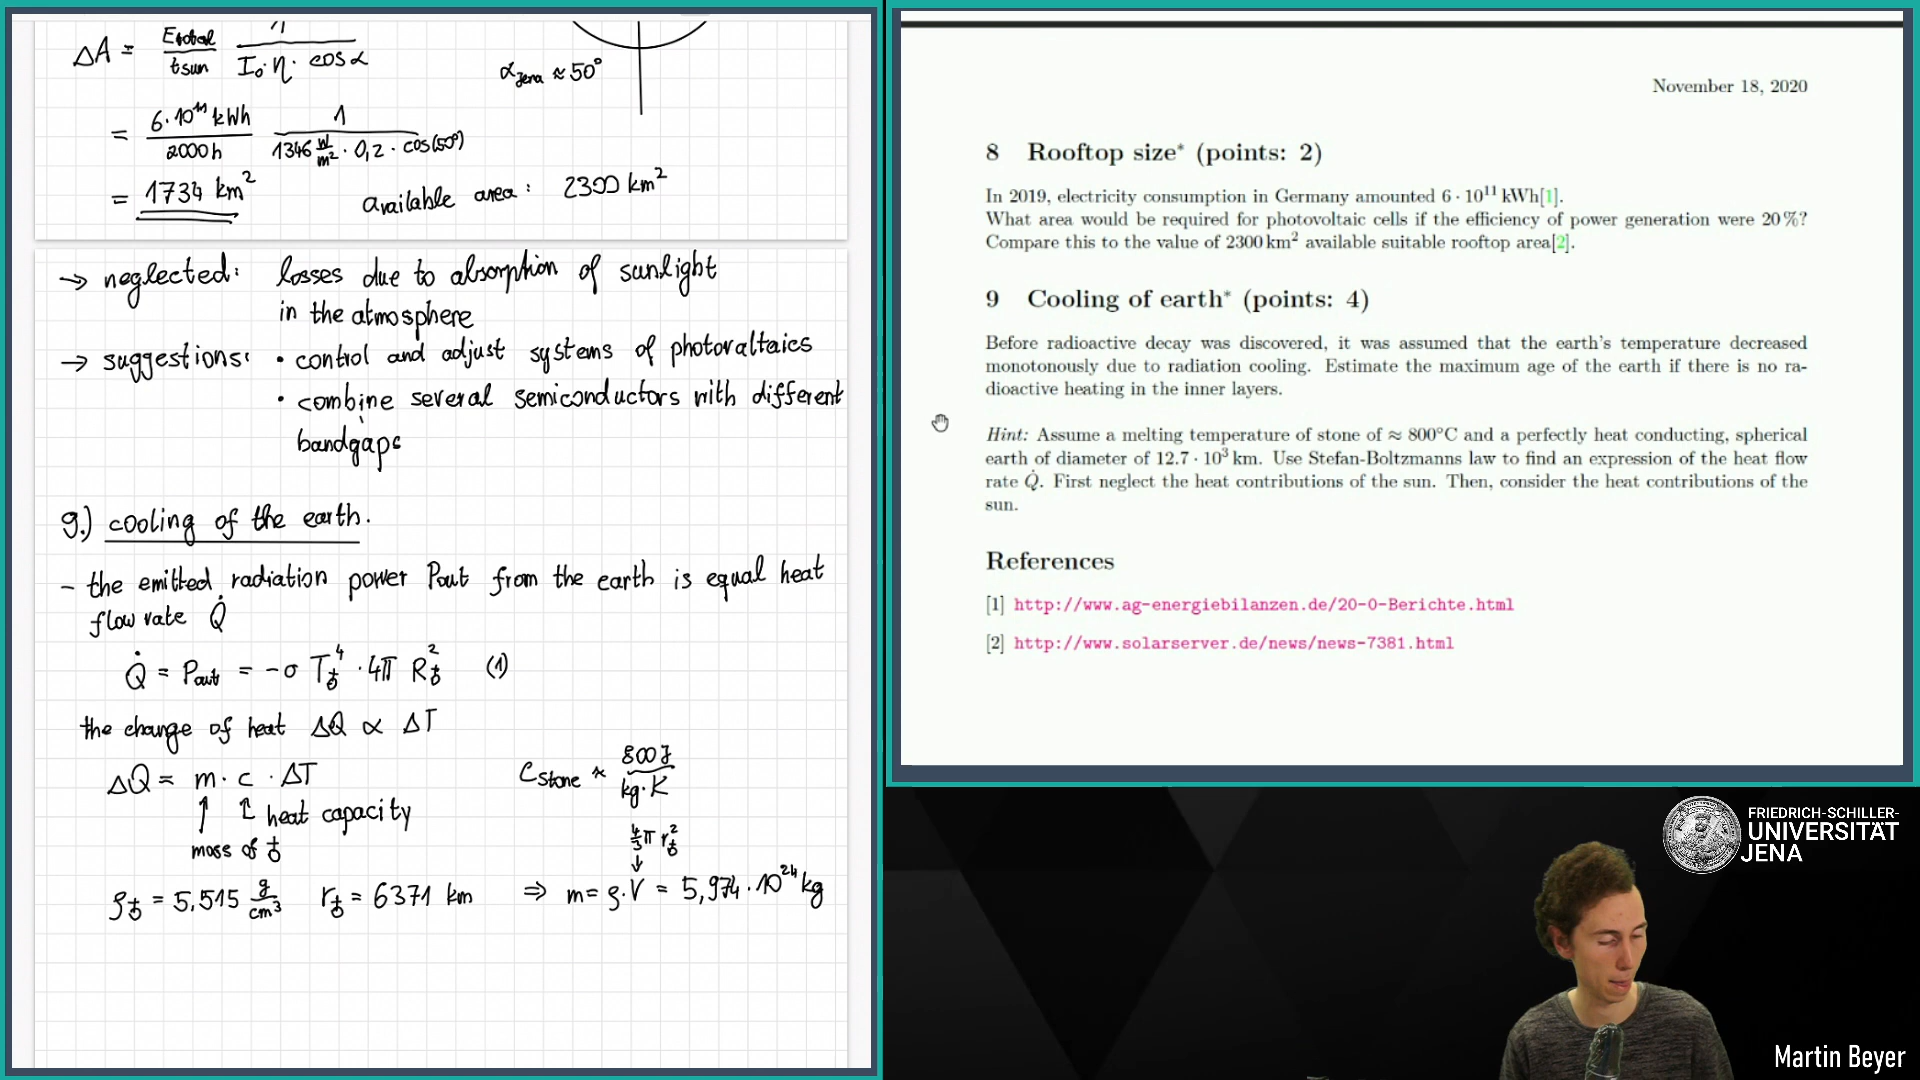 ΔA = Etotal/tsun · 1/(I₀·η·cosα)
α_Jena ≈ 50°
= 6·10¹¹ kWh/2000h · 1/(1346 W/m² · 0,2 · cos(50°))
= 1734 km²
available area: 2300 km²
→ neglected: losses due to absorption of sunlight
in the atmosphere
→ suggestions: • control and adjust systems of photovoltaics
• combine several semiconductors with different
bandgaps
9.) cooling of the earth.
- the emitted radiation power Pout from the earth is equal heat
flow rate Q̇
Q̇ = Pout = -σ T♁⁴ · 4π R♁² (1)
the change of heat ΔQ ∝ ΔT
ΔQ = m · c · ΔT
↑ ↑ heat capacity
mass of ♁
Cstone ≈ 800J/kg·K
4/3 π r♁²
↓
ρ♁ = 5,515 g/cm³ r♁ = 6371 km ⇒ m = ρ·V = 5,974·10²⁴ kg
November 18, 2020
8 Rooftop size* (points: 2)
In 2019, electricity consumption in Germany amounted 6 · 10¹¹ kWh[1].
What area would be required for photovoltaic cells if the efficiency of power generation were 20 %?
Compare this to the value of 2300 km² available suitable rooftop area[2].
9 Cooling of earth* (points: 4)
Before radioactive decay was discovered, it was assumed that the earth's temperature decreased
monotonously due to radiation cooling. Estimate the maximum age of the earth if there is no ra-
dioactive heating in the inner layers.
Hint: Assume a melting temperature of stone of ≈ 800°C and a perfectly heat conducting, spherical
earth of diameter of 12.7 · 10³ km. Use Stefan-Boltzmanns law to find an expression of the heat flow
rate Q̇. First neglect the heat contributions of the sun. Then, consider the heat contributions of the
sun.
References
[1] http://www.ag-energiebilanzen.de/20-0-Berichte.html
[2] http://www.solarserver.de/news/news-7381.html
FRIEDRICH-SCHILLER-
UNIVERSITÄT
JENA
Martin Beyer